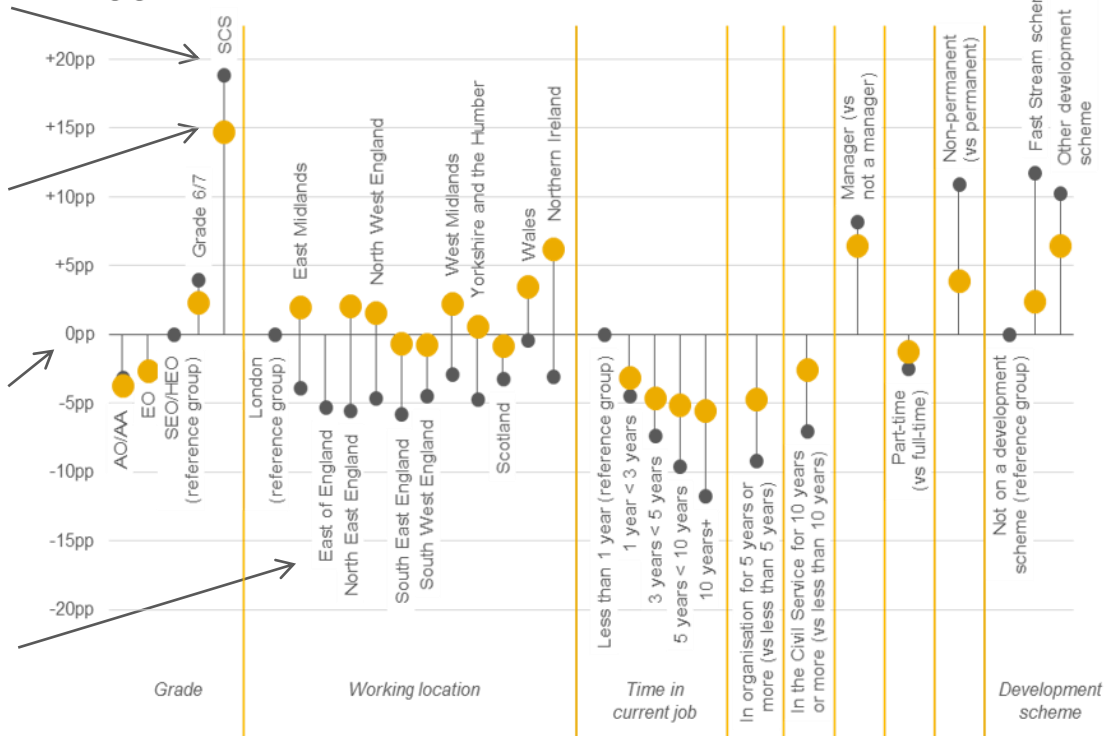 +20pp
+15pp
+10pp
+5pp
0pp
-5pp
-10pp
-15pp
-20pp
AO/AA
EO
SEO/HEO
(reference group)
Grade 6/7
SCS
London
(reference group)
East Midlands
East of England
North East England
North West England
South East England
South West England
West Midlands
Yorkshire and the Humber
Scotland
Wales
Northern Ireland
Less than 1 year (reference group)
1 year < 3 years
3 years < 5 years
5 years < 10 years
10 years+
In organisation for 5 years or
more (vs less than 5 years)
In the Civil Service for 10 years
or more (vs less than 10 years)
Manager (vs
not a manager)
Part-time
(vs full-time)
Non-permanent
(vs permanent)
Not on a development
scheme (reference group)
Fast Stream
Other development
scheme
Grade
Working location
Time in
current job
Development
scheme